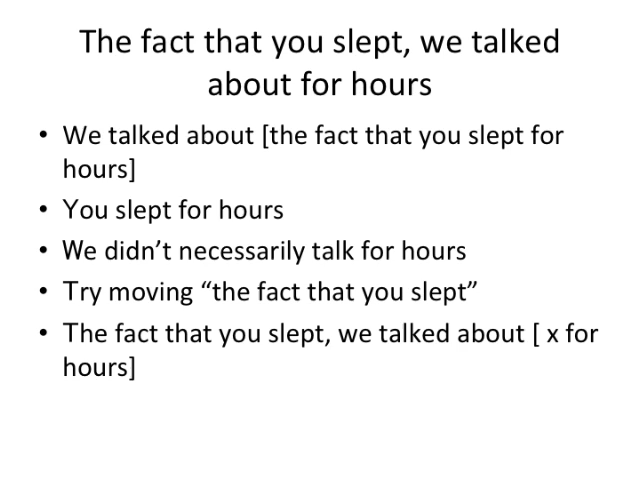 The fact that you slept, we talked
about for hours
• We talked about [the fact that you slept for
hours]
• You slept for hours
• We didn’t necessarily talk for hours
• Try moving “the fact that you slept”
• The fact that you slept, we talked about [ x for
hours]